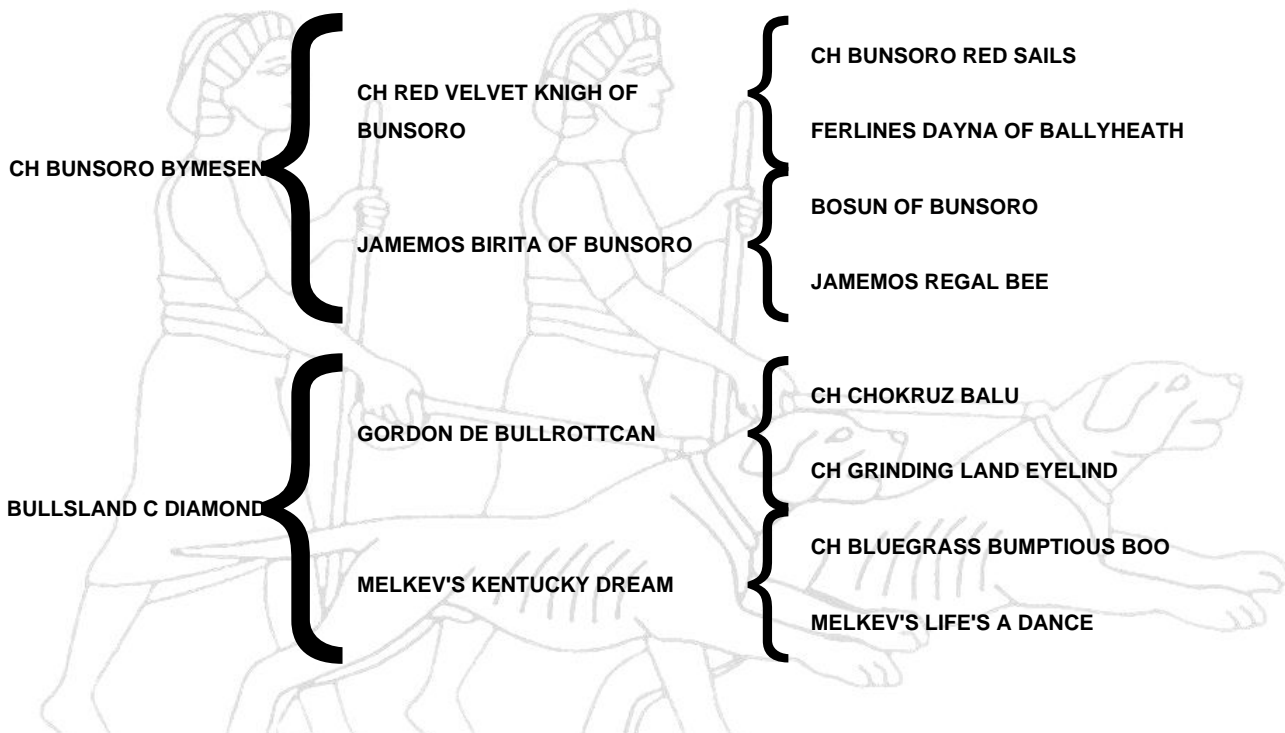 CH BUNSORO RED SAILS
CH RED VELVET KNIGH OF
BUNSORO
FERLINES DAYNA OF BALLYHEATH
CH BUNSORO BYMESEN
BOSUN OF BUNSORO
JAMEMOS BIRITA OF BUNSORO
JAMEMOS REGAL BEE
CH CHOKRUZ BALU
GORDON DE BULLROTTCAN
CH GRINDING LAND EYELIND
BULLSLAND C DIAMOND
CH BLUEGRASS BUMPTIOUS BOO
MELKEV'S KENTUCKY DREAM
MELKEV'S LIFE'S A DANCE